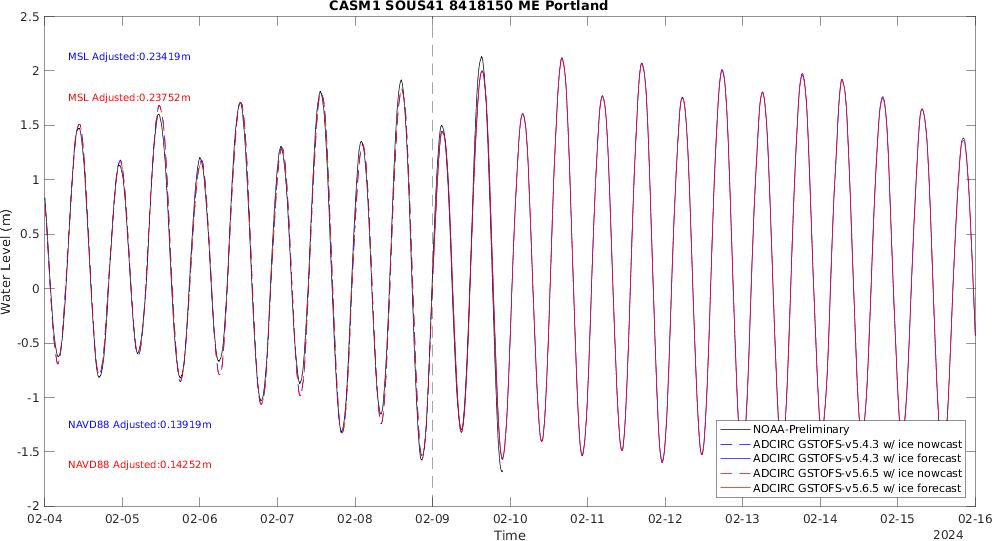 CASM1 SOUS41 8418150 ME Portland
2.5
2
1.5
1
0.5
0
-0.5
-1
-1.5
-2
Water Level (m)
MSL Adjusted:0.23419m
MSL Adjusted:0.23752m
NAVD88 Adjusted:0.13919m
NAVD88 Adjusted:0.14252m
NOAA-Preliminary
ADCIRC GSTOFS-v5.4.3 w/ ice nowcast
ADCIRC GSTOFS-v5.4.3 w/ ice forecast
ADCIRC GSTOFS-v5.6.5 w/ ice nowcast
ADCIRC GSTOFS-v5.6.5 w/ ice forecast
02-04 02-05 02-06 02-07 02-08 02-09 02-10 02-11 02-12 02-13 02-14 02-15 02-16
Time
2024